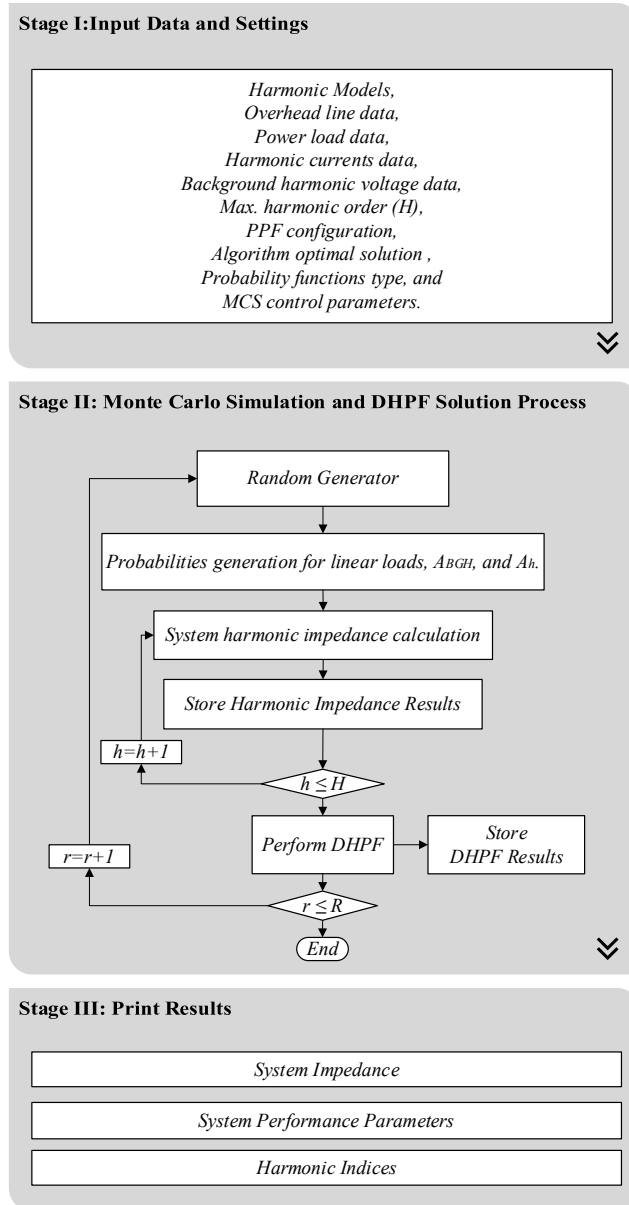 Stage I:Input Data and Settings
Harmonic Models,
Overhead line data,
Power load data,
Harmonic currents data,
Background harmonic voltage data,
Max. harmonic order (H),
PPF configuration,
Algorithm optimal solution ,
Probability functions type, and
MCS control parameters.
Stage II: Monte Carlo Simulation and DHPF Solution Process
Random Generator
Probabilities generation for linear loads, ABGH, and Ah.
System harmonic impedance calculation
Store Harmonic Impedance Results
h=h+1
h ≤ H
Perform DHPF
Store
DHPF Results
r=r+1
r ≤ R
End
Stage III: Print Results
System Impedance
System Performance Parameters
Harmonic Indices